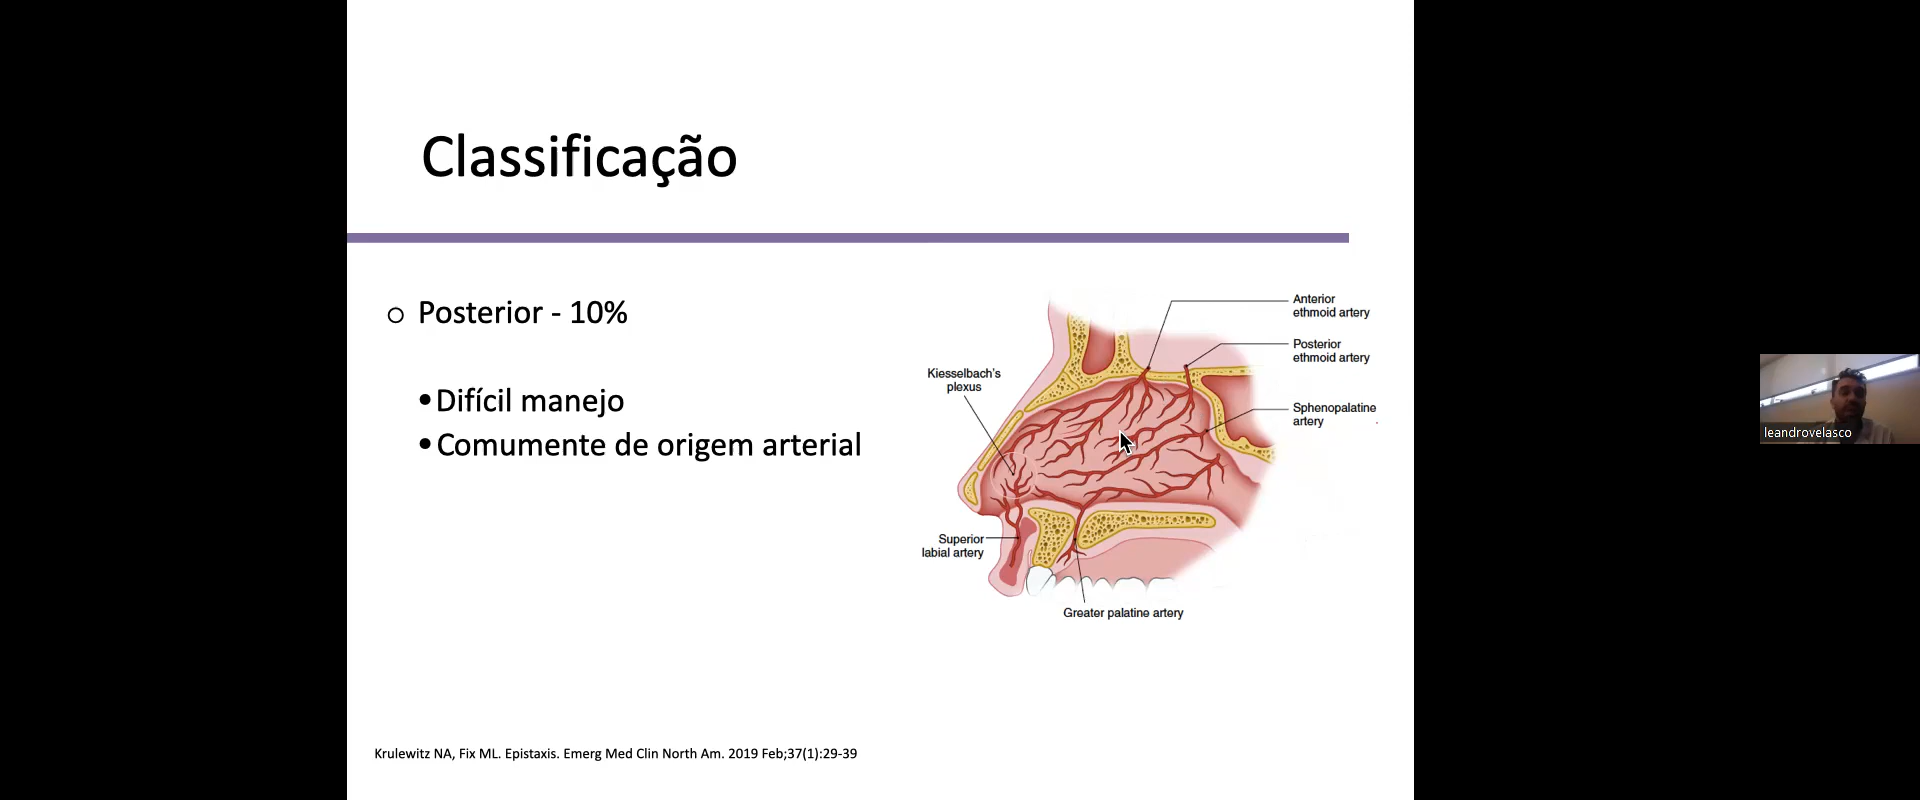 Classificação
Posterior - 10%
•Difícil manejo
•Comumente de origem arterial
Anterior
ethmoid artery
Posterior
ethmoid artery
Kiesselbach's
plexus
Sphenopalatine
artery
Superior
labial artery
Greater palatine artery
Krulewitz NA, Fix ML. Epistaxis. Emerg Med Clin North Am. 2019 Feb;37(1):29-39
leandrovelasco